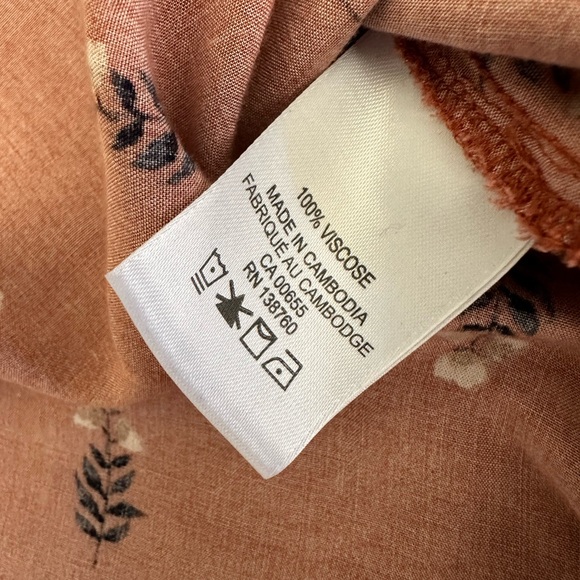 100% VISCOSE
MADE IN CAMBODIA
FABRIQUÉ AU CAMBODGE
CA 00655
RN 138760